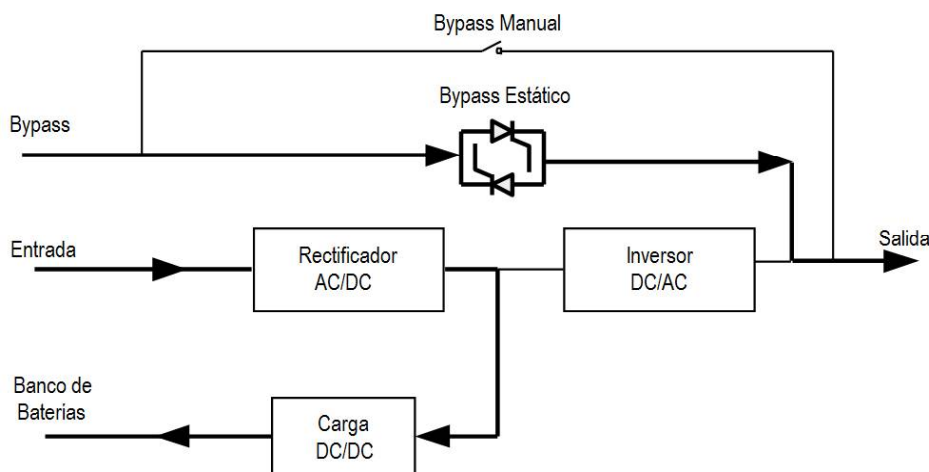 Bypass Manual
Bypass Estático
Bypass
Entrada
Rectificador
AC/DC
Inversor
DC/AC
Salida
Banco de
Baterias
Carga
DC/DC